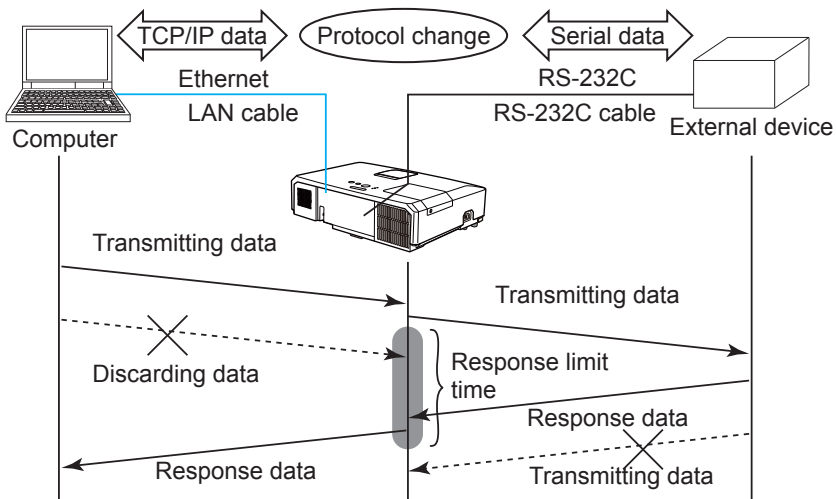 TCP/IP data
Protocol change
Serial data
Ethernet
RS-232C
LAN cable
RS-232C cable
Computer
External device
Transmitting data
Transmitting data
Discarding data
Response limit
time
Response data
Response data
Transmitting data